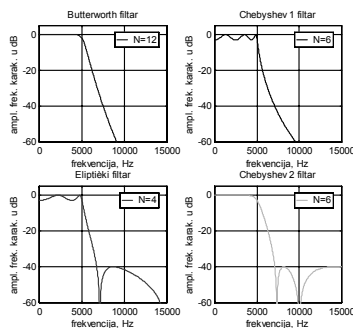 Butterworth filtar
ampl. frek. karak. u dB
0
-20
-40
-60
N=12
0 5000 10000 15000
frekvencija, Hz
Chebyshev 1 filtar
ampl. frek. karak. u dB
0
-20
-40
-60
N=6
0 5000 10000 15000
frekvencija, Hz
Eliptièki filtar
ampl. frek. karak. u dB
0
-20
-40
-60
N=4
0 5000 10000 15000
frekvencija, Hz
Chebyshev 2 filtar
ampl. frek. karak. u dB
0
-20
-40
-60
N=6
0 5000 10000 15000
frekvencija, Hz